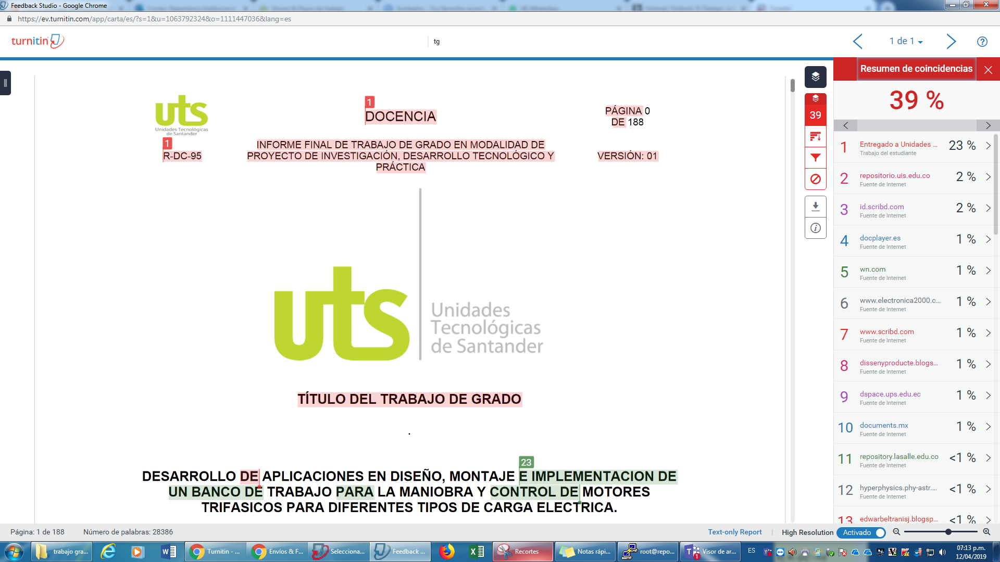 Feedback Studio - Google Chrome
https://ev.turnitin.com/app/carta/es/?s=1&u=1063792324&o=1111447036&lang=es
turnitin
tg
1 de 1
?
uts
Unidades Tecnológicas
de Santander
1
DOCENCIA
PÁGINA 0
DE 188
1
R-DC-95
INFORME FINAL DE TRABAJO DE GRADO EN MODALIDAD DE
PROYECTO DE INVESTIGACIÓN, DESARROLLO TECNOLÓGICO Y
PRÁCTICA
VERSIÓN: 01
uts
Unidades
Tecnológicas
de Santander
TÍTULO DEL TRABAJO DE GRADO
.
23
DESARROLLO DE APLICACIONES EN DISEÑO, MONTAJE E IMPLEMENTACION DE
UN BANCO DE TRABAJO PARA LA MANIOBRA Y CONTROL DE MOTORES
TRIFASICOS PARA DIFERENTES TIPOS DE CARGA ELECTRICA.
39
Resumen de coincidencias
39 %
1 Entregado a Unidades ... 23 %
Trabajo del estudiante
2 repositorio.uis.edu.co 2 %
Fuente de Internet
3 id.scribd.com 2 %
Fuente de Internet
4 docplayer.es 1 %
Fuente de Internet
5 wn.com 1 %
Fuente de Internet
6 www.electronica2000.c... 1 %
Fuente de Internet
7 www.scribd.com 1 %
Fuente de Internet
8 dissenyproducte.blogs... 1 %
Fuente de Internet
9 dspace.ups.edu.ec 1 %
Fuente de Internet
10 documents.mx 1 %
Fuente de Internet
11 repository.lasalle.edu.co <1 %
Fuente de Internet
12 hyperphysics.phy-astr.... <1 %
Fuente de Internet
13 edwarbeltranisj.blogsp... <1 %
Página: 1 de 188 Número de palabras: 28386
Text-only Report High Resolution Activado
trabajo gra...
Turnitin - ...
Envíos & F...
Selecciona...
Feedback ...
Recortes
Notas rápi...
root@repo...
Visor de ar...
ES
07:13 p.m.
12/04/2019